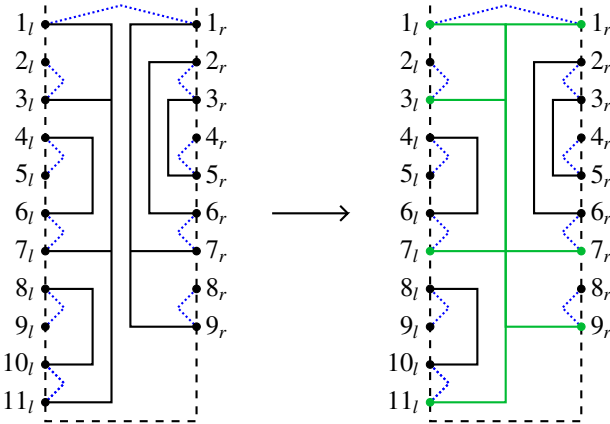 1_l 1_r 1_l 1_r
2_l 2_r 2_l 2_r
3_l 3_r 3_l 3_r
4_l 4_r 4_l 4_r
5_l 5_r 5_l 5_r
6_l 6_r 6_l 6_r
7_l 7_r 7_l 7_r
8_l 8_r 8_l 8_r
9_l 9_r 9_l 9_r
10_l 10_l
11_l 11_l